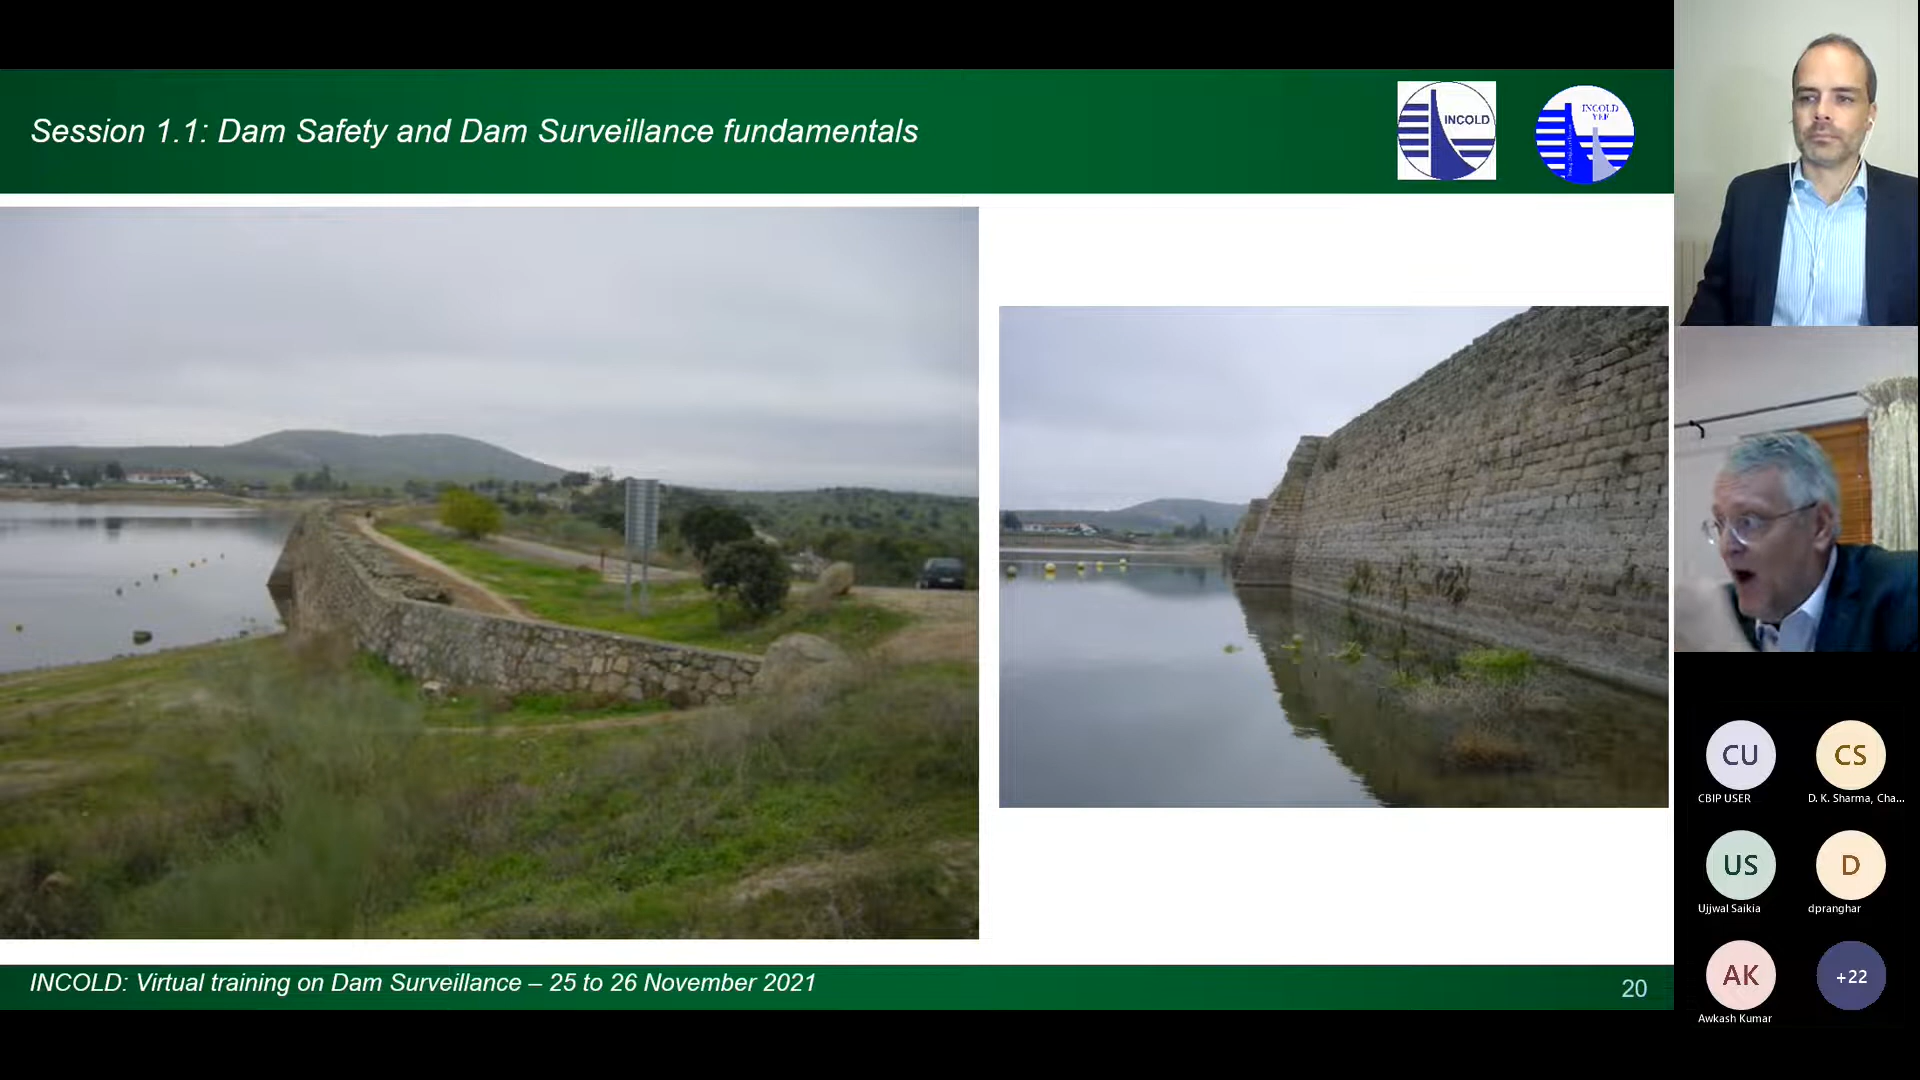 Session 1.1: Dam Safety and Dam Surveillance fundamentals
INCOLD
INCOLD
YEF
INCOLD: Virtual training on Dam Surveillance – 25 to 26 November 2021
20
CU
CBIP USER
CS
D. K. Sharma, Cha...
US
Ujjwal Saikia
D
dpranghar
AK
Awkash Kumar
+22